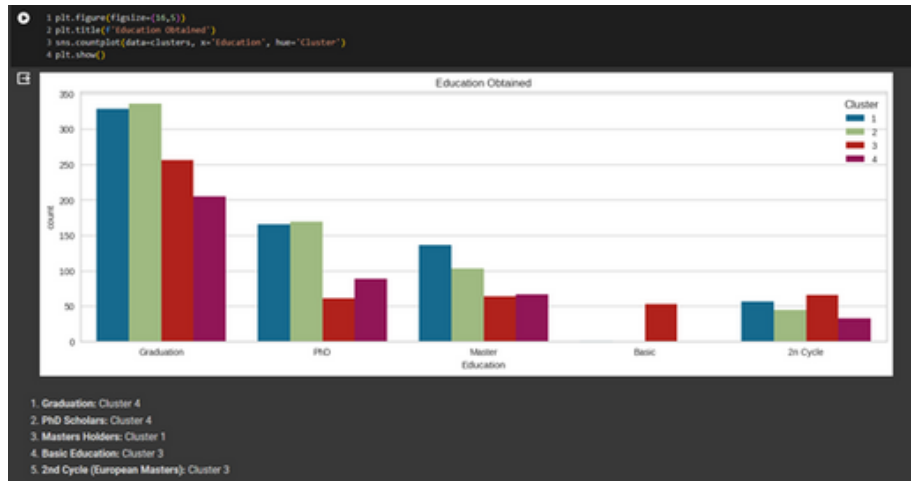 1 plt.figure(figsize=(16,5))
2 plt.title(f'Education Obtained')
3 sns.countplot(data=clusters, x='Education', hue='Cluster')
4 plt.show()
Education Obtained
350
300
250
200
150
100
50
0
count
Cluster
1
2
3
4
Graduation PhD Master Basic 2n Cycle
Education
1. Graduation: Cluster 4
2. PhD Scholars: Cluster 4
3. Masters Holders: Cluster 1
4. Basic Education: Cluster 3
5. 2nd Cycle (European Masters): Cluster 3